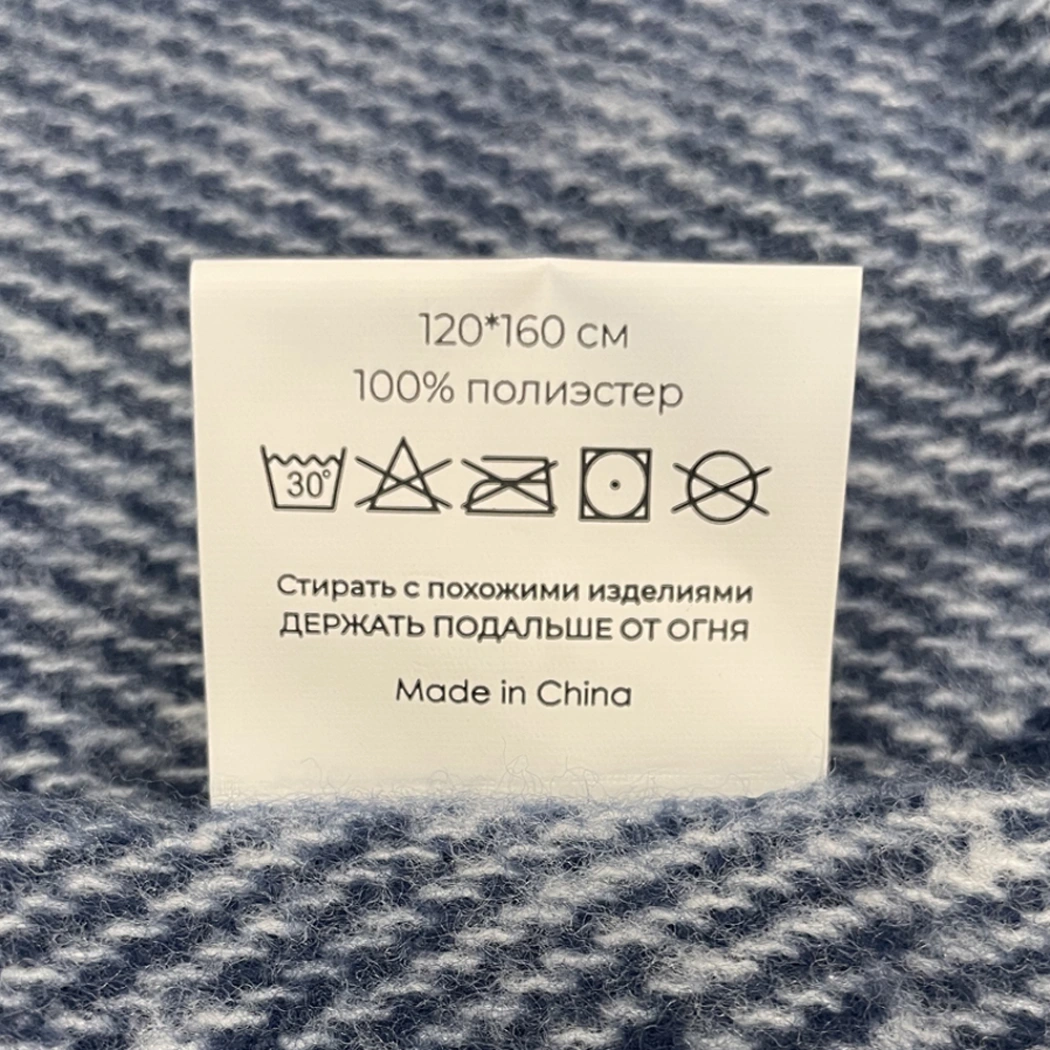 120*160 см
100% полиэстер
30°
Стирать с похожими изделиями
ДЕРЖАТЬ ПОДАЛЬШЕ ОТ ОГНЯ
Made in China